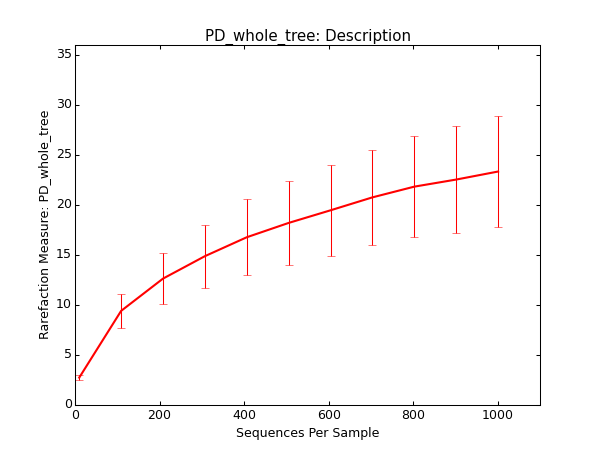 PD_whole_tree: Description
35
30
25
20
15
10
5
0
Rarefaction Measure: PD_whole_tree
0 200 400 600 800 1000
Sequences Per Sample